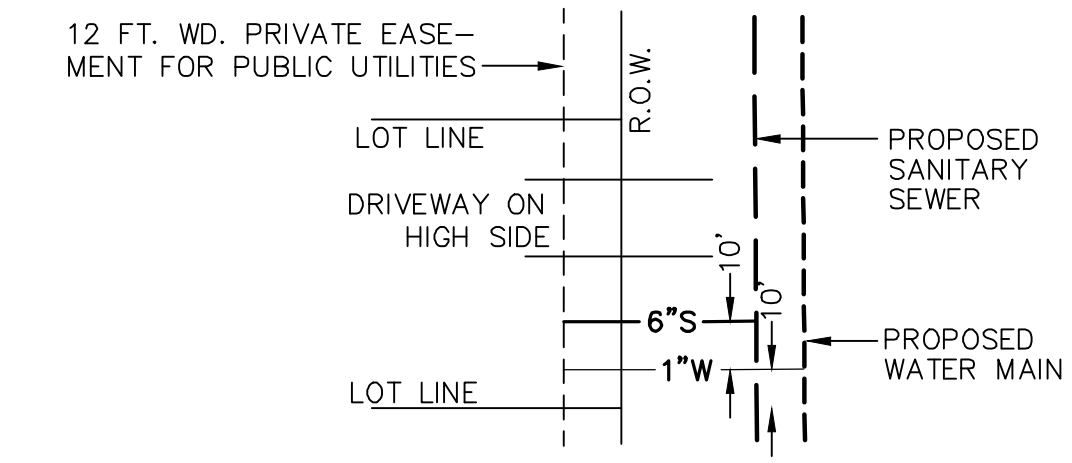 12 FT. WD. PRIVATE EASE-
MENT FOR PUBLIC UTILITIES
R.O.W.
LOT LINE
PROPOSED
SANITARY
SEWER
DRIVEWAY ON
HIGH SIDE
10'
10'
6"S
PROPOSED
WATER MAIN
1"W
LOT LINE